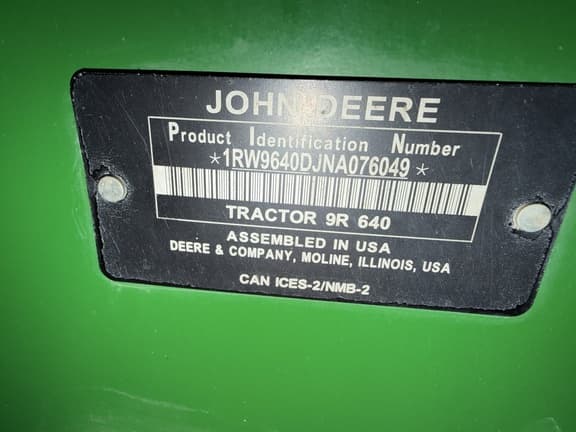 JOHN DEERE
Product Identification Number
*1RW9640DJNA076049*
TRACTOR 9R 640
ASSEMBLED IN USA
DEERE & COMPANY, MOLINE, ILLINOIS, USA
CAN ICES-2/NMB-2